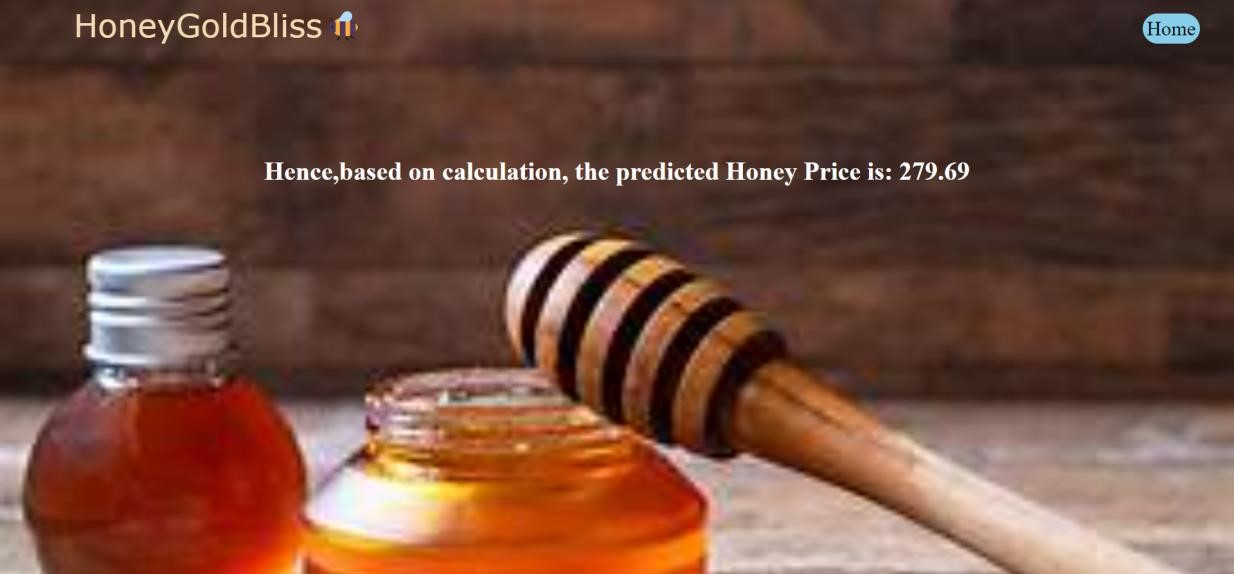 HoneyGoldBliss
Home
Hence,based on calculation, the predicted Honey Price is: 279.69